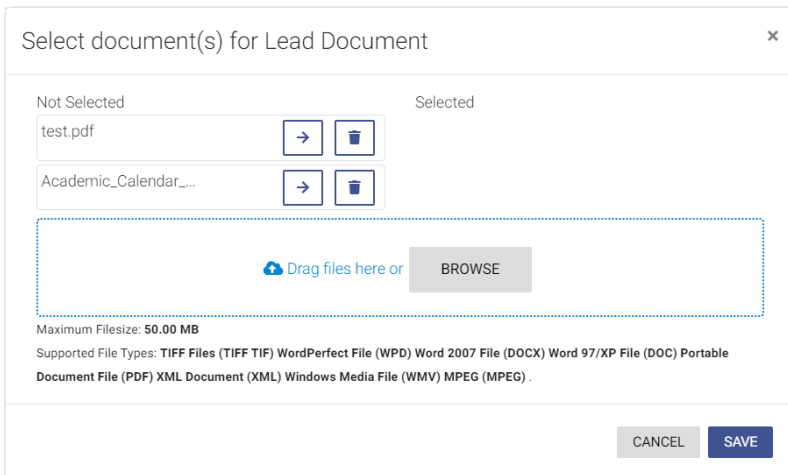 Select document(s) for Lead Document
×
Not Selected
Selected
test.pdf
Academic_Calendar_...
Drag files here or
BROWSE
Maximum Filesize: 50.00 MB
Supported File Types: TIFF Files (TIFF TIF) WordPerfect File (WPD) Word 2007 File (DOCX) Word 97/XP File (DOC) Portable
Document File (PDF) XML Document (XML) Windows Media File (WMV) MPEG (MPEG) .
CANCEL
SAVE